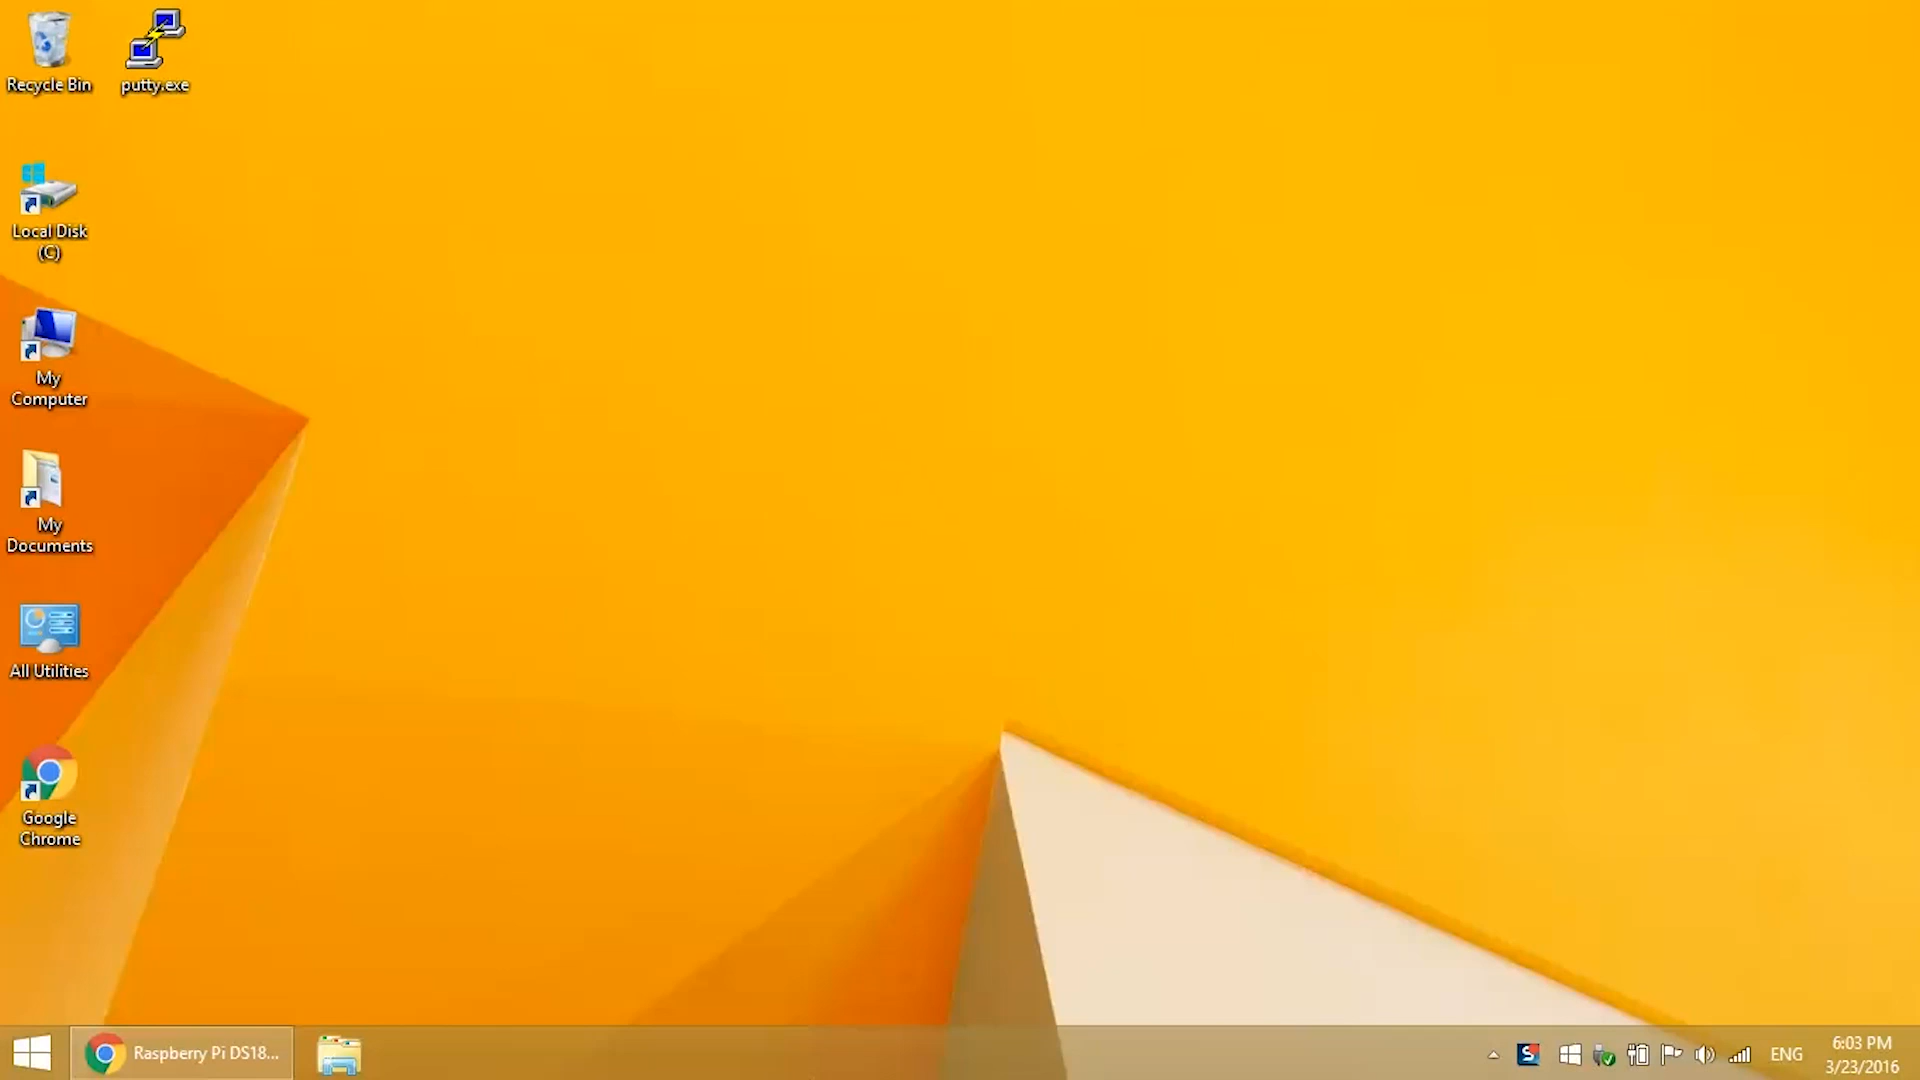 Recycle Bin
putty.exe
Local Disk
(C)
My
Computer
My
Documents
All Utilities
Google
Chrome
Raspberry Pi DS18...
ENG
6:03 PM
3/23/2016